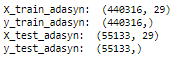 X_train_adasyn:  (440316, 29)
y_train_adasyn:  (440316,)
X_test_adasyn:  (55133, 29)
y_test_adasyn:  (55133,)